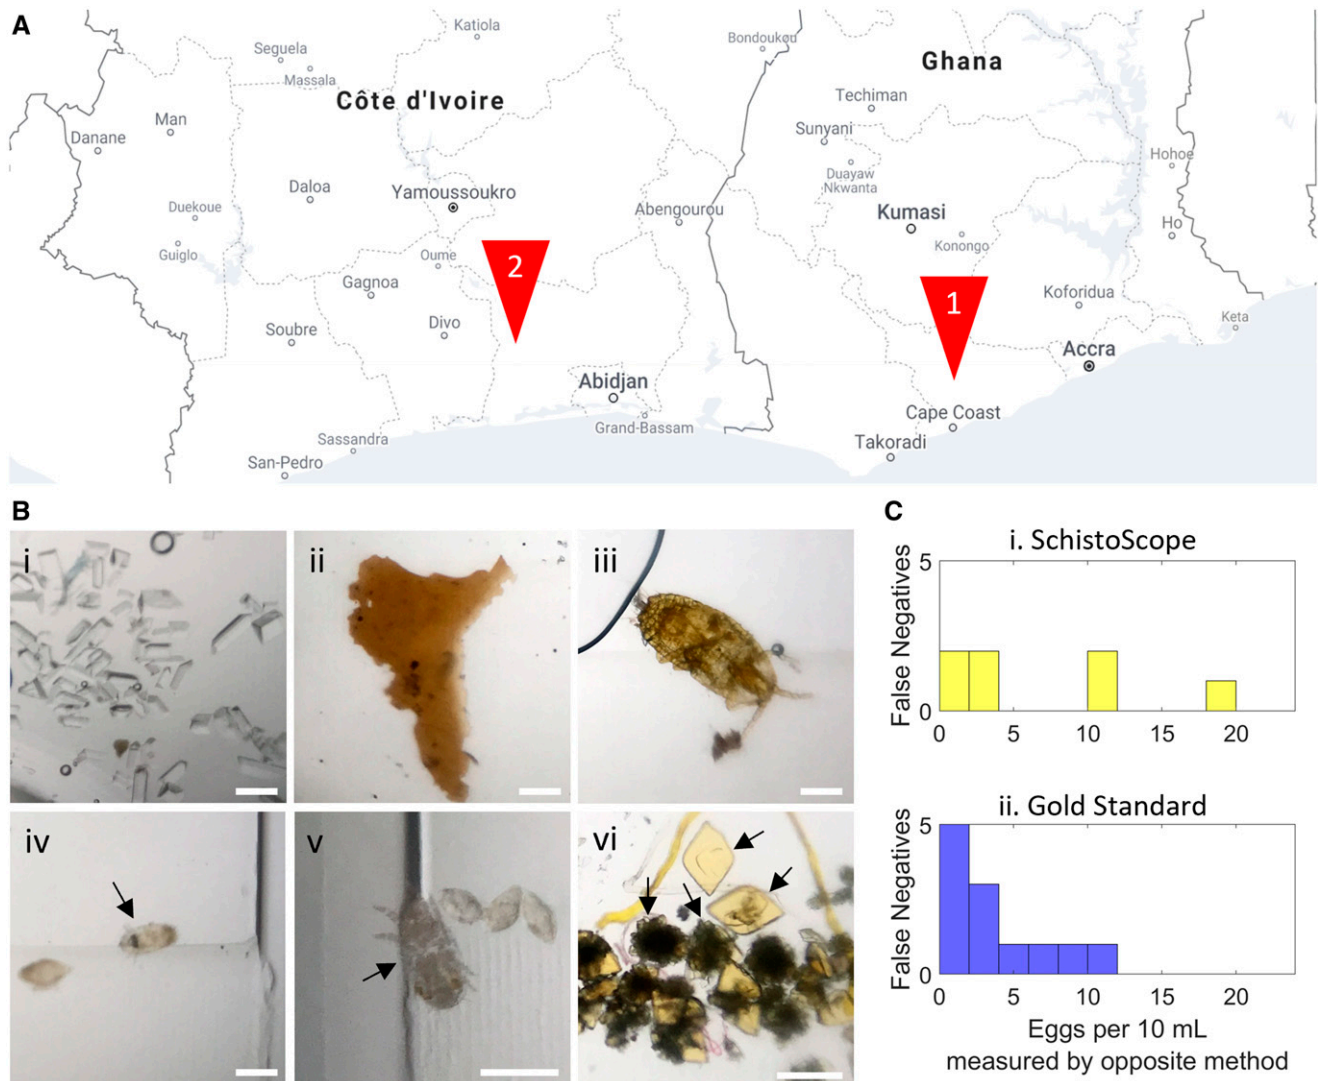 A
Katiola
Seguela
Massala
Bondoukou
Ghana
Côte d'Ivoire
Techiman
Man
Danane
Sunyani
Hohoe
Duayaw
Nkwanta
Daloa
Yamoussoukro
Duekoue
Abengourou
Kumasi
Ho
Guiglo
Oume
Konongo
2
Gagnoa
1
Koforidua
Soubre
Divo
Keta
Accra
Abidjan
Cape Coast
Grand-Bassam
Sassandra
Takoradi
San-Pedro
B
i
ii
iii
iv
v
vi
C
i. SchistoScope
False Negatives
5
0
0 5 10 15 20
ii. Gold Standard
False Negatives
5
0
0 5 10 15 20
Eggs per 10 mL
measured by opposite method